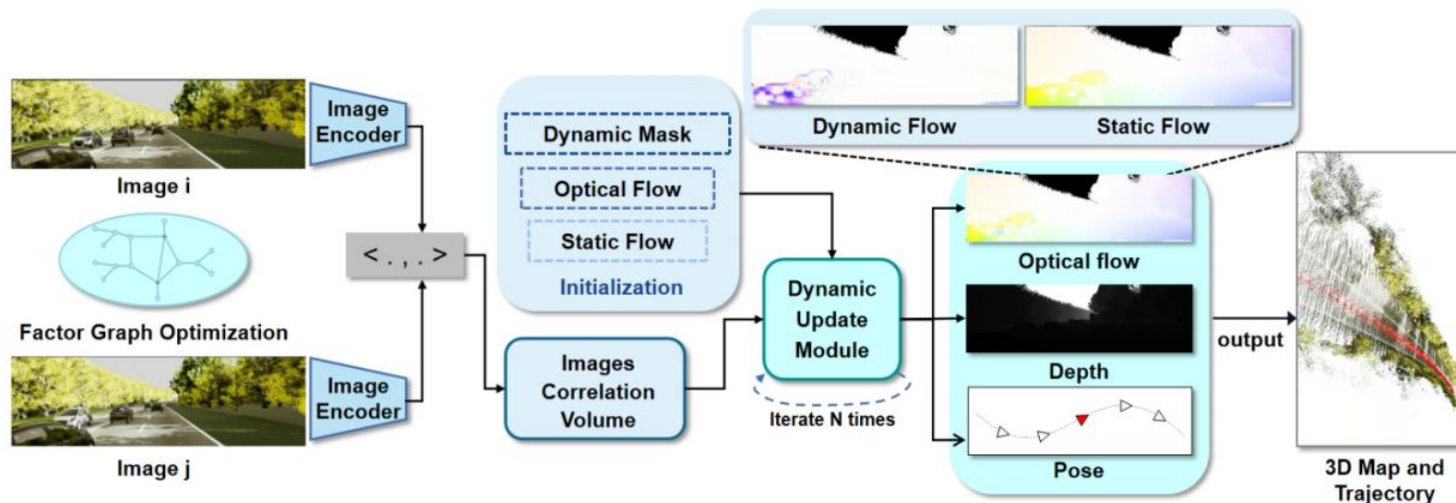 Image
Encoder
Image i
Factor Graph Optimization
Image
Encoder
Image j
< . , . >
Dynamic Mask
Optical Flow
Static Flow
Initialization
Images
Correlation
Volume
Dynamic
Update
Module
Iterate N times
Dynamic Flow
Static Flow
Optical flow
Depth
Pose
output
3D Map and
Trajectory